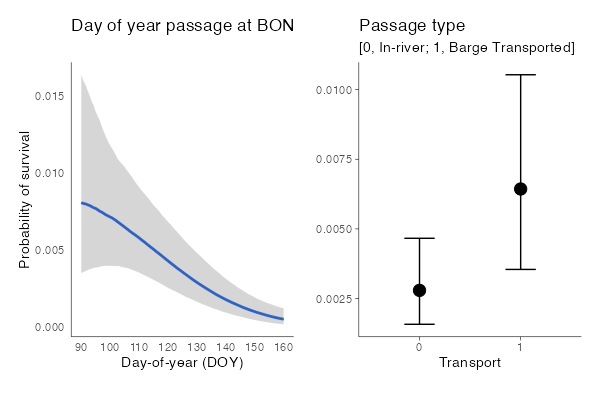 Day of year passage at BON
Probability of survival
0.015
0.010
0.005
0.000
90 100 110 120 130 140 150 160
Day-of-year (DOY)
Passage type
[0, In-river; 1, Barge Transported]
0.0100
0.0075
0.0050
0.0025
0 1
Transport